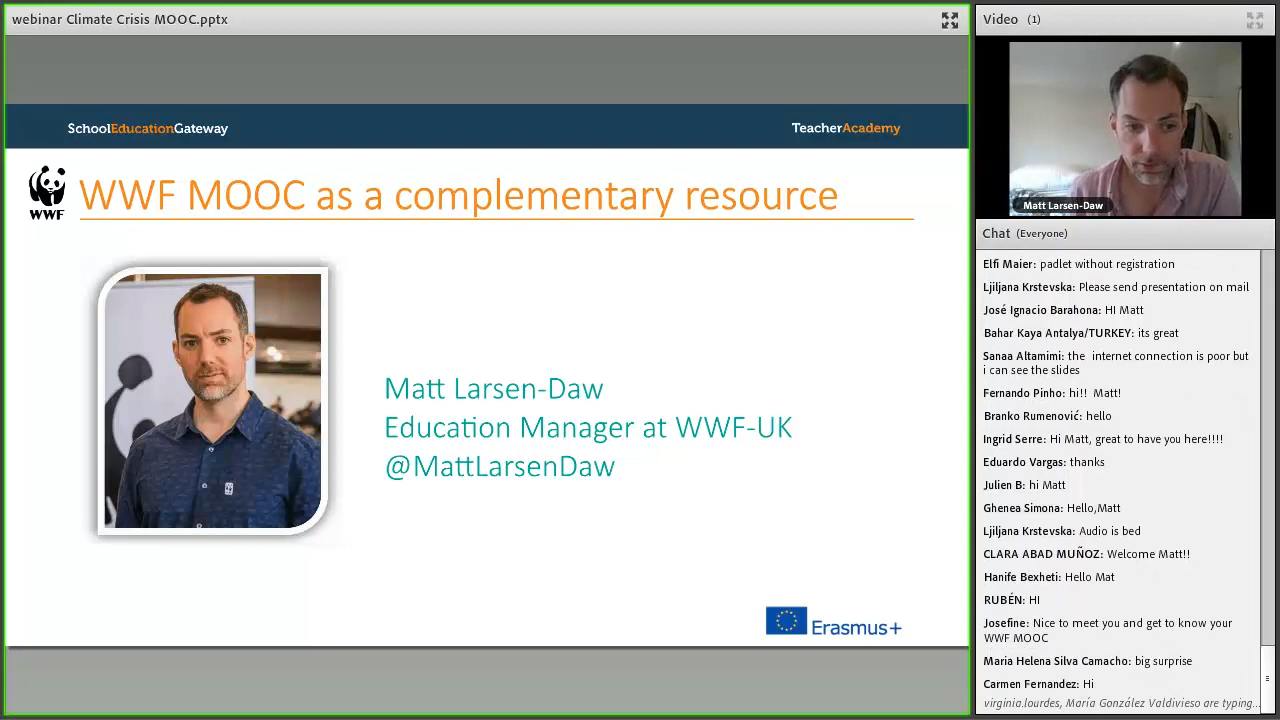 webinar Climate Crisis MOOC.pptx
SchoolEducationGateway
TeacherAcademy
WWF
WWF MOOC as a complementary resource
Matt Larsen-Daw
Education Manager at WWF-UK
@MattLarsenDaw
Erasmus+
Video (1)
Matt Larsen-Daw
Chat (Everyone)
Elfi Maier: padlet without registration
Ljiljana Krstevska: Please send presentation on mail
José Ignacio Barahona: HI Matt
Bahar Kaya Antalya/TURKEY: its great
Sanaa Altamimi: the internet connection is poor but
i can see the slides
Fernando Pinho: hi!! Matt!
Branko Rumenović: hello
Ingrid Serre: Hi Matt, great to have you here!!!!
Eduardo Vargas: thanks
Julien B: hi Matt
Ghenea Simona: Hello,Matt
Ljiljana Krstevska: Audio is bed
CLARA ABAD MUÑOZ: Welcome Matt!!
Hanife Bexheti: Hello Mat
RUBÉN: HI
Josefine: Nice to meet you and get to know your
WWF MOOC
Maria Helena Silva Camacho: big surprise
Carmen Fernandez: Hi
virginia.lourdes, María González Valdivieso are typing...